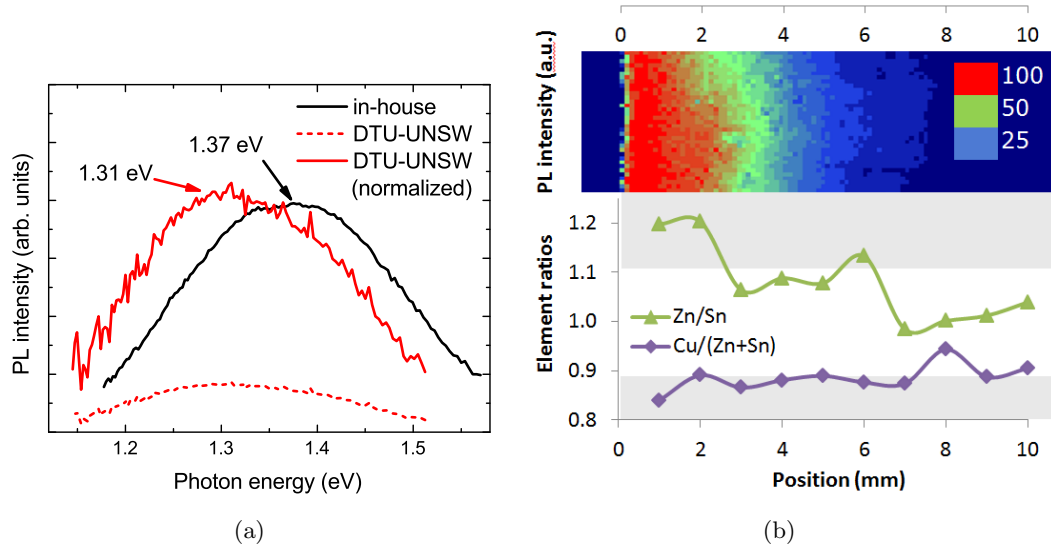 in-house
DTU-UNSW
DTU-UNSW
(normalized)
1.37 eV
1.31 eV
PL intensity (arb. units)
1.2 1.3 1.4 1.5
Photon energy (eV)
(a)
0 2 4 6 8 10
PL intensity (a.u.)
100
50
25
Element ratios
1.2
1.1
1.0
0.9
0.8
Zn/Sn
Cu/(Zn+Sn)
0 2 4 6 8 10
Position (mm)
(b)